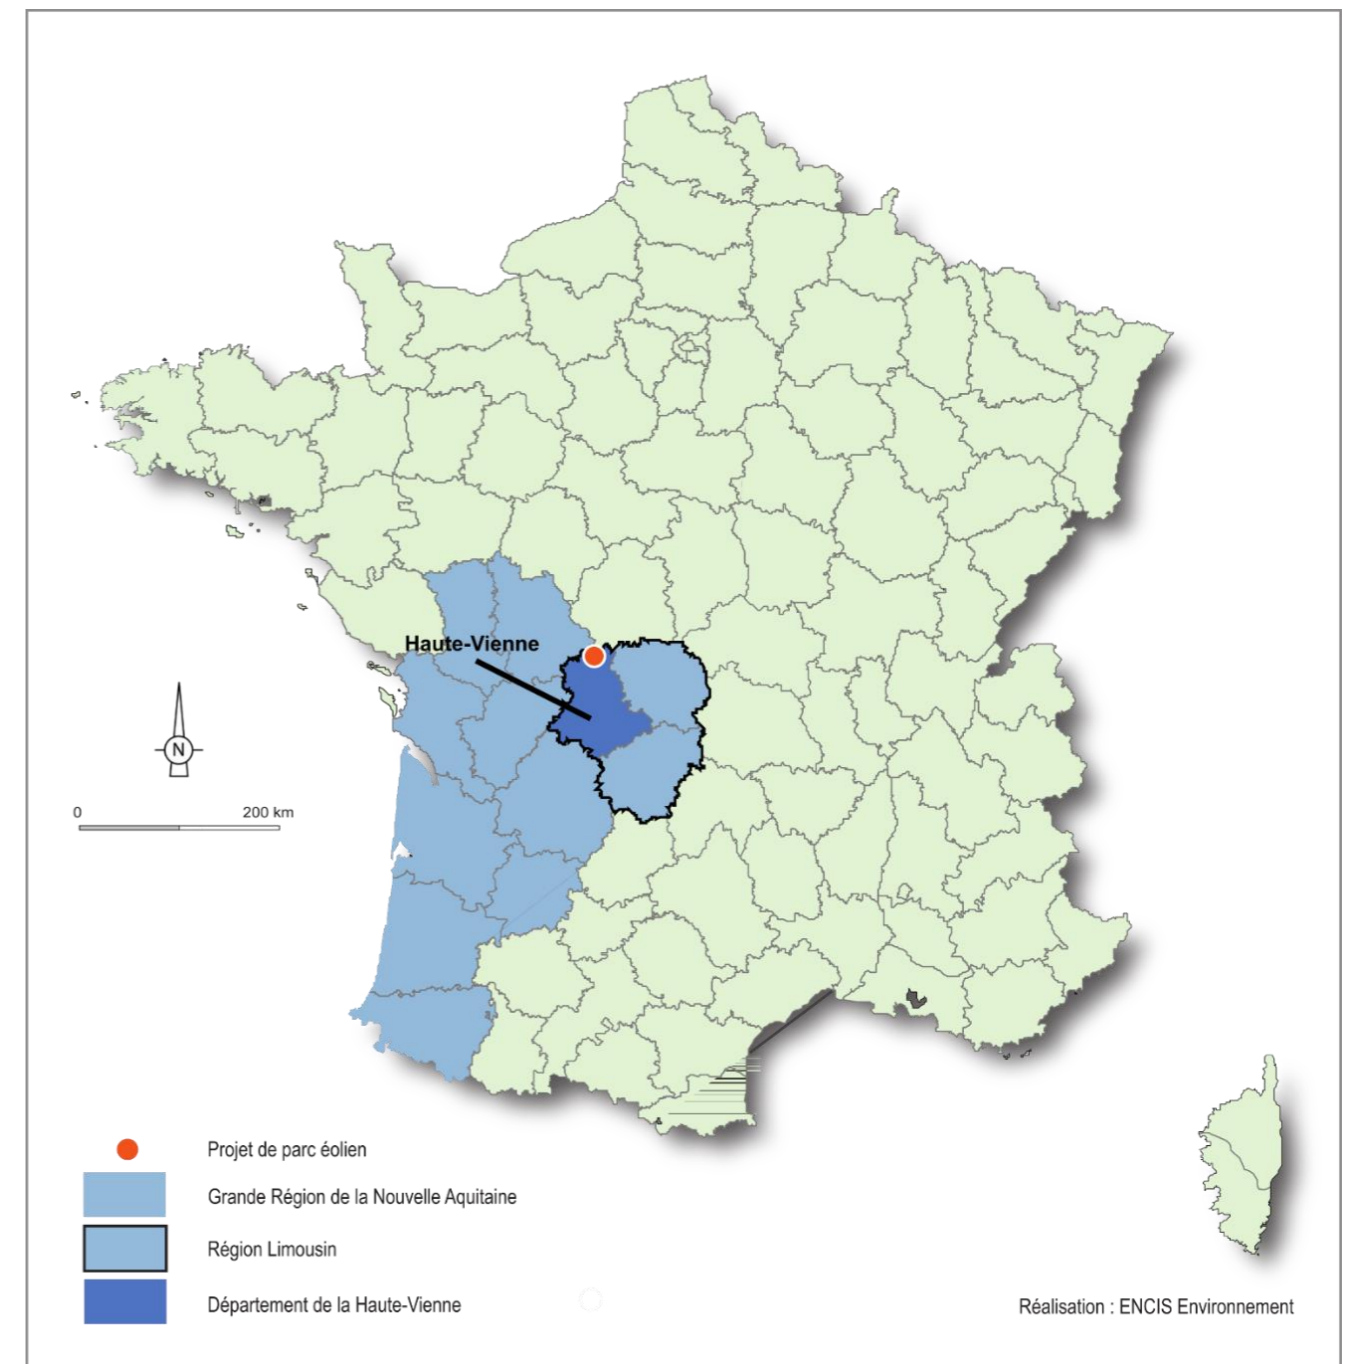 Haute-Vienne
N
0 200 km
Projet de parc éolien
Grande Région de la Nouvelle Aquitaine
Région Limousin
Département de la Haute-Vienne
Réalisation : ENCIS Environnement